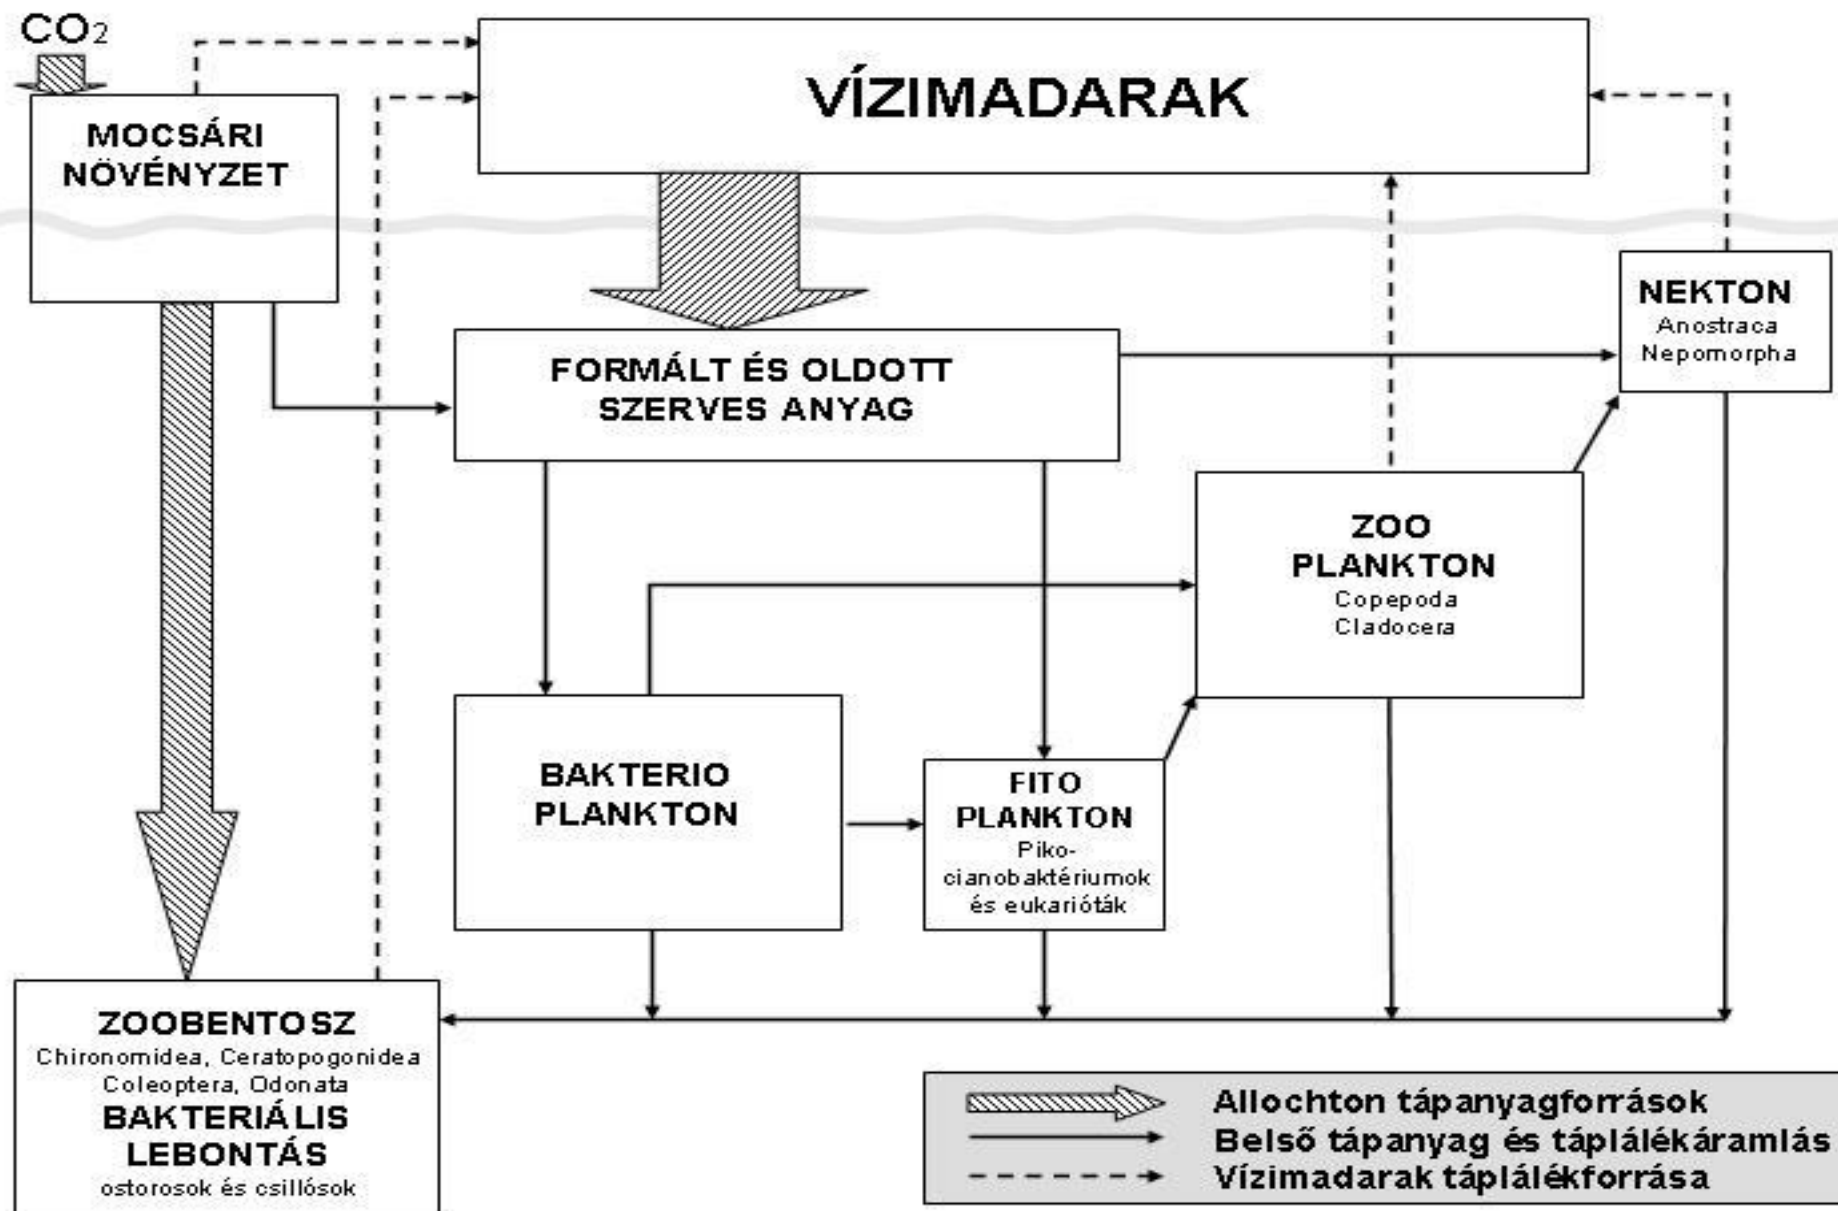 CO2
MOCSÁRI
NÖVÉNYZET
VÍZIMADARAK
NEKTON
Anostraca
Nepomorpha
FORMÁLT ÉS OLDOTT
SZERVES ANYAG
ZOO
PLANKTON
Copepoda
Cladocera
BAKTERIO
PLANKTON
FITO
PLANKTON
Piko-
cianobaktériumok
és eukarióták
ZOOBENTOSZ
Chironomidea, Ceratopogonidea
Coleoptera, Odonata
BAKTERIÁLIS
LEBONTÁS
ostorosok és csillósok
Allochton tápanyagforrások
Belső tápanyag és táplálékáramlás
Vízimadarak táplálékforrása